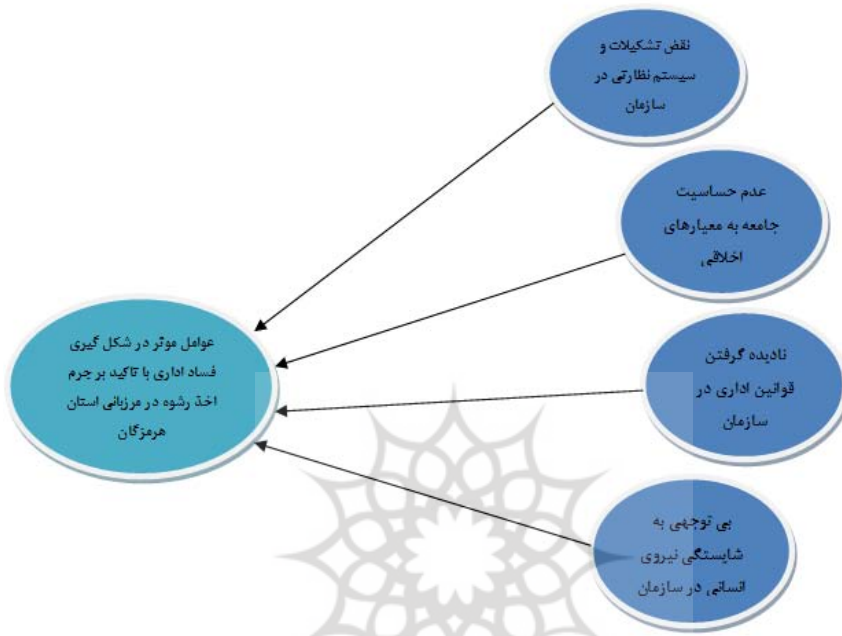 نقض تشکیلات و
سیستم نظارتی در
سازمان
عدم حساسیت
جامعه به معیارهای
اخلاقی
نادیده گرفتن
قوانین اداری در
سازمان
بی توجهی به
شایستگی نیروی
انسانی در سازمان
عوامل موثر در شکل گیری
فساد اداری با تاکید بر جرم
اخذ رشوه در مرزبانی استان
هرمزگان